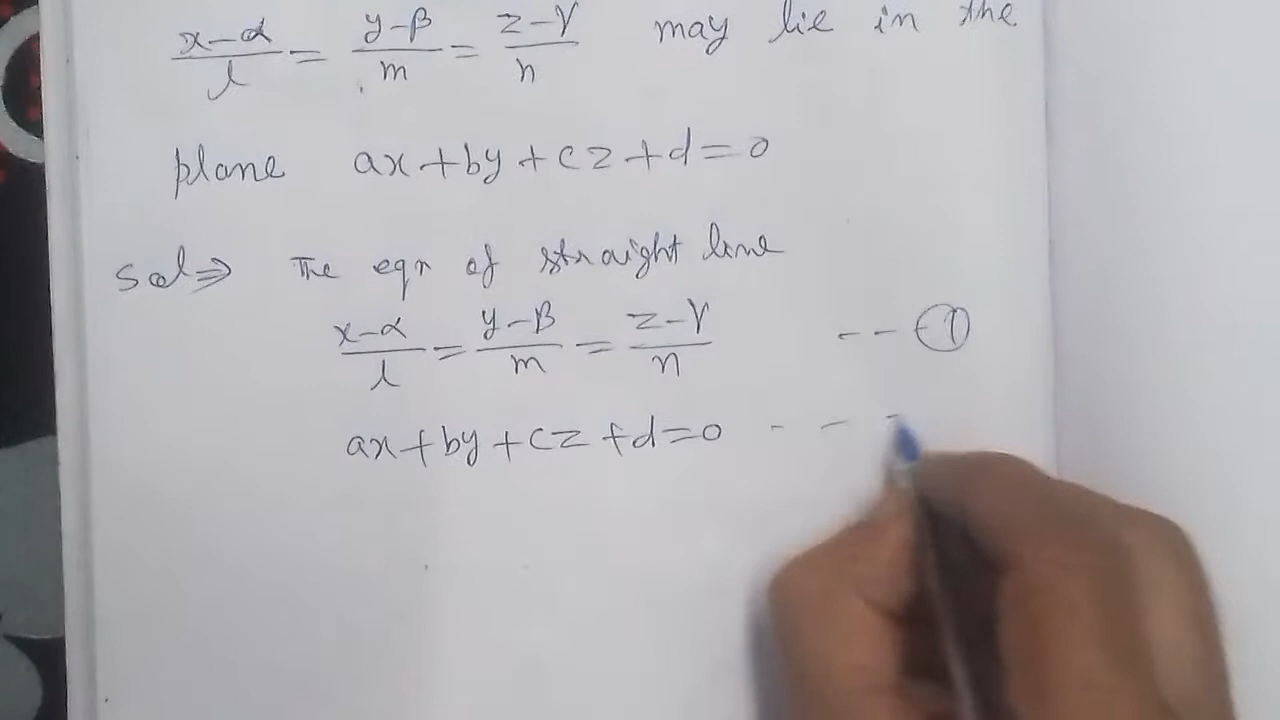 x-α/l = y-β/m = z-γ/n may lie in the
plane ax+by+cz+d=0
Sol⇒ The eqn of straight line
x-α/l = y-β/m = z-γ/n -- ①
ax+by+cz+d=0 - - -